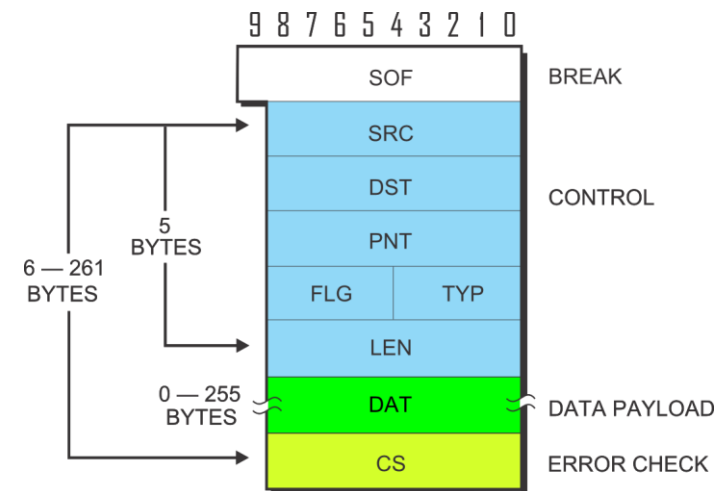 9 8 7 6 5 4 3 2 1 0
SOF
BREAK
SRC
DST
CONTROL
PNT
5
BYTES
6 — 261
BYTES
FLG
TYP
LEN
0 — 255
BYTES
DAT
DATA PAYLOAD
CS
ERROR CHECK